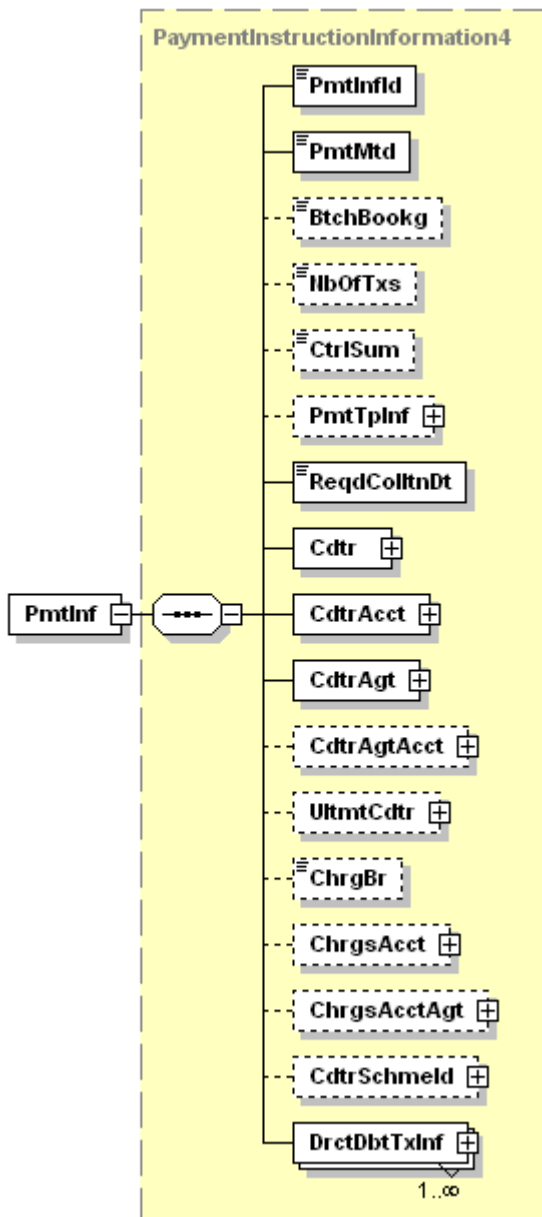 PaymentInstructionInformation4
PmtInfId
PmtMtd
BtchBookg
NbOfTxs
CtrlSum
PmtTpInf
ReqdColltnDt
Cdtr
PmtInf
CdtrAcct
CdtrAgt
CdtrAgtAcct
UltmtCdtr
ChrgBr
ChrgsAcct
ChrgsAcctAgt
CdtrSchmeId
DrctDbtTxInf
1..∞